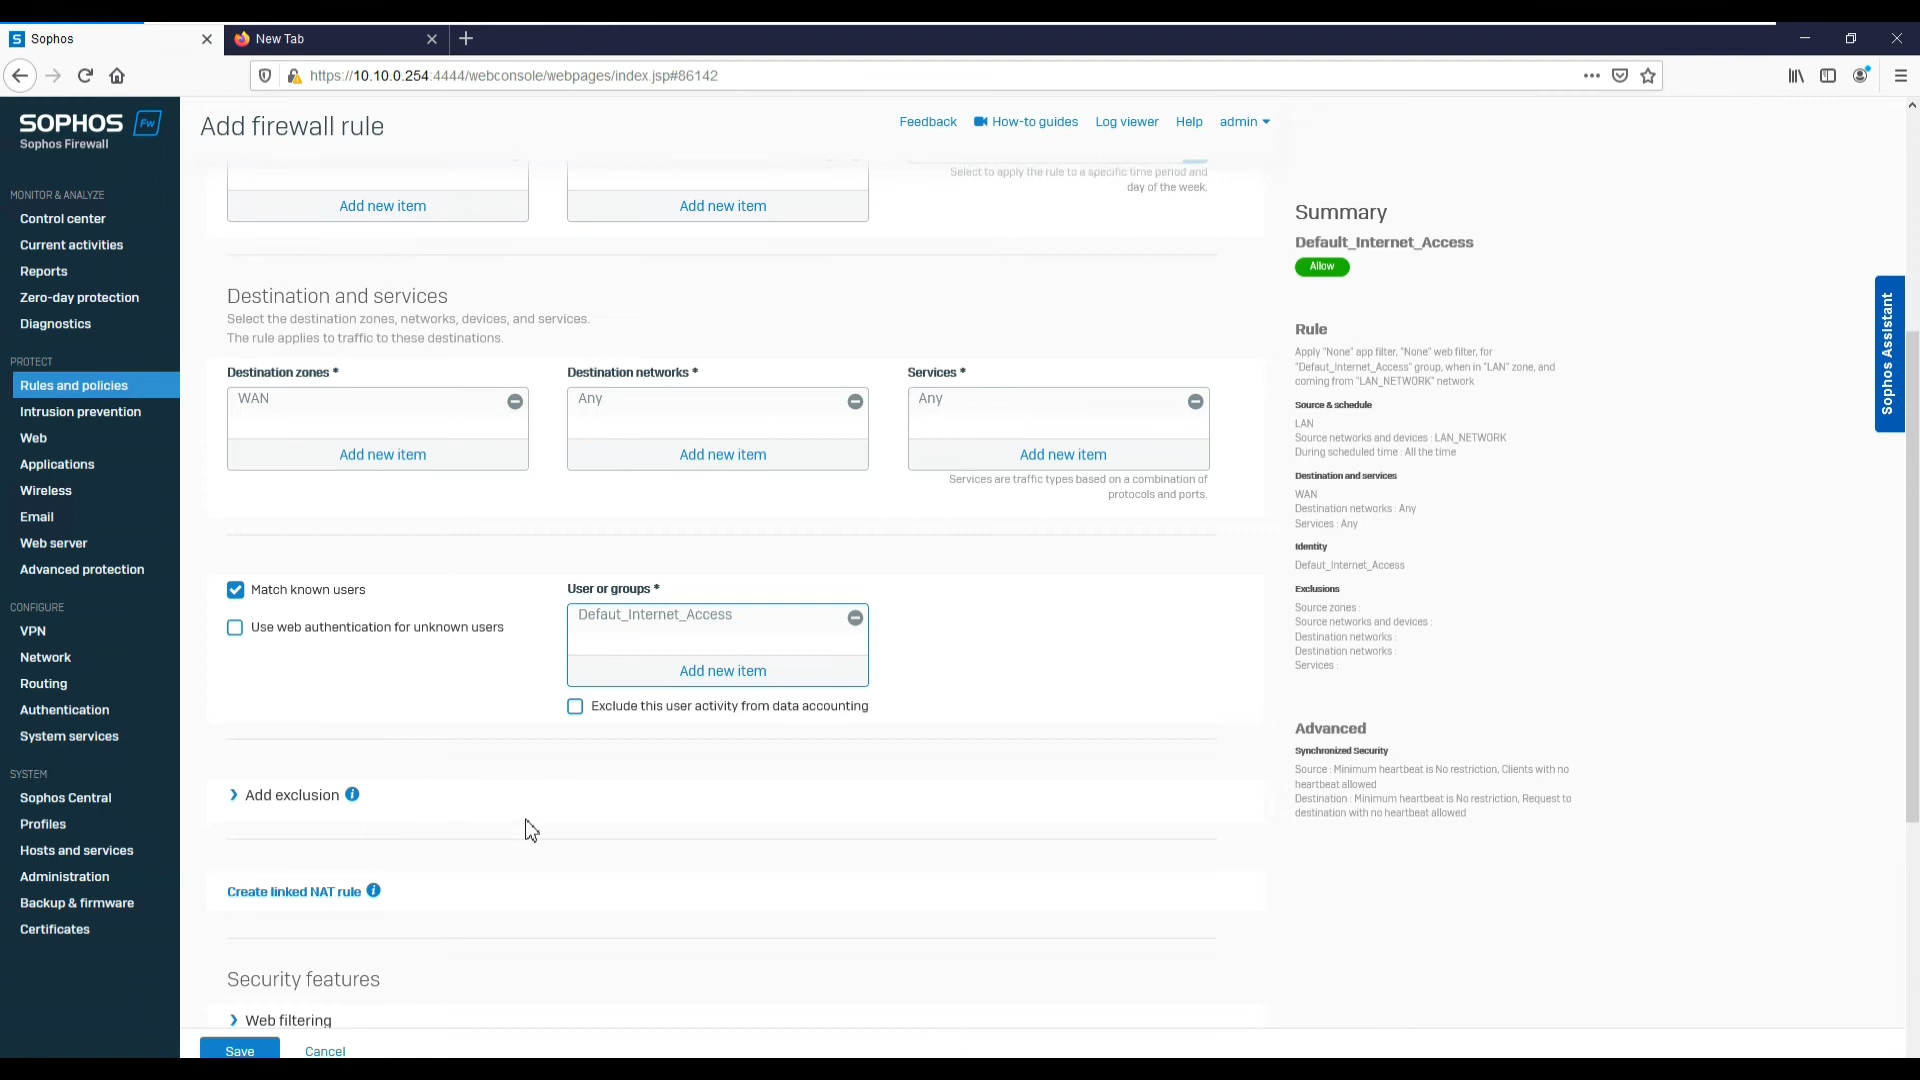 Sophos
New Tab
https://10.10.0.254:4444/webconsole/webpages/index.jsp#86142
SOPHOS Fw
Sophos Firewall
MONITOR & ANALYZE
Control center
Current activities
Reports
Zero-day protection
Diagnostics
PROTECT
Rules and policies
Intrusion prevention
Web
Applications
Wireless
Email
Web server
Advanced protection
CONFIGURE
VPN
Network
Routing
Authentication
System services
SYSTEM
Sophos Central
Profiles
Hosts and services
Administration
Backup & firmware
Certificates
Add firewall rule
Feedback How-to guides Log viewer Help admin
Select to apply the rule to a specific time period and
day of the week.
Add new item Add new item
Destination and services
Select the destination zones, networks, devices, and services.
The rule applies to traffic to these destinations.
Destination zones * Destination networks * Services *
WAN Any Any
Add new item Add new item Add new item
Services are traffic types based on a combination of
protocols and ports.
Match known users
Use web authentication for unknown users
User or groups *
Defaut_Internet_Access
Add new item
Exclude this user activity from data accounting
Add exclusion
Create linked NAT rule
Security features
Web filtering
Save Cancel
Summary
Default_Internet_Access
Allow
Rule
Apply "None" app filter, "None" web filter, for
"Defaut_Internet_Access" group, when in "LAN" zone, and
coming from "LAN_NETWORK" network
Source & schedule
LAN
Source networks and devices : LAN_NETWORK
During scheduled time : All the time
Destination and services
WAN
Destination networks : Any
Services : Any
Identity
Defaut_Internet_Access
Exclusions
Source zones :
Source networks and devices :
Destination networks :
Destination networks :
Services :
Advanced
Synchronized Security
Source : Minimum heartbeat is No restriction, Clients with no
heartbeat allowed
Destination : Minimum heartbeat is No restriction, Request to
destination with no heartbeat allowed
Sophos Assistant